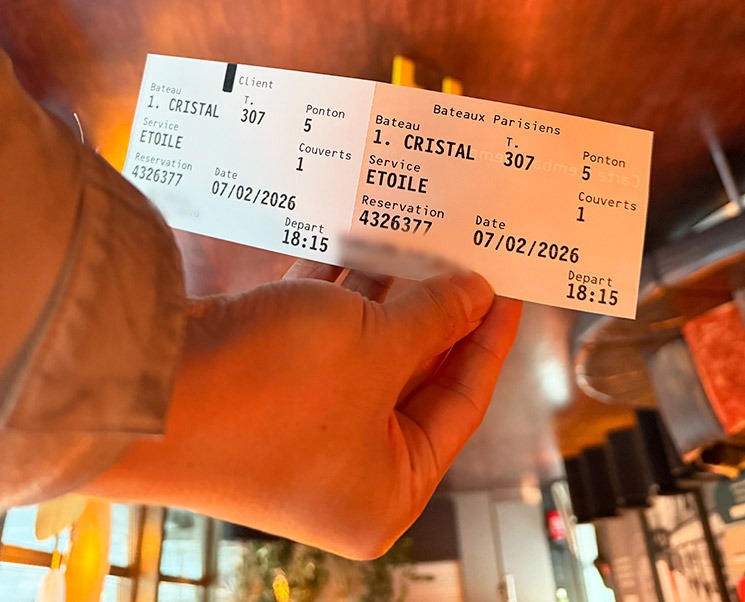 Client
Bateau T. Ponton
1. CRISTAL 307 5
Service Couverts
ETOILE 1
Reservation Date
4326377 07/02/2026
Depart
18:15
Bateaux Parisiens
Bateau T. Ponton
1. CRISTAL 307 5
Service Couverts
ETOILE 1
Reservation Date
4326377 07/02/2026
Depart
18:15